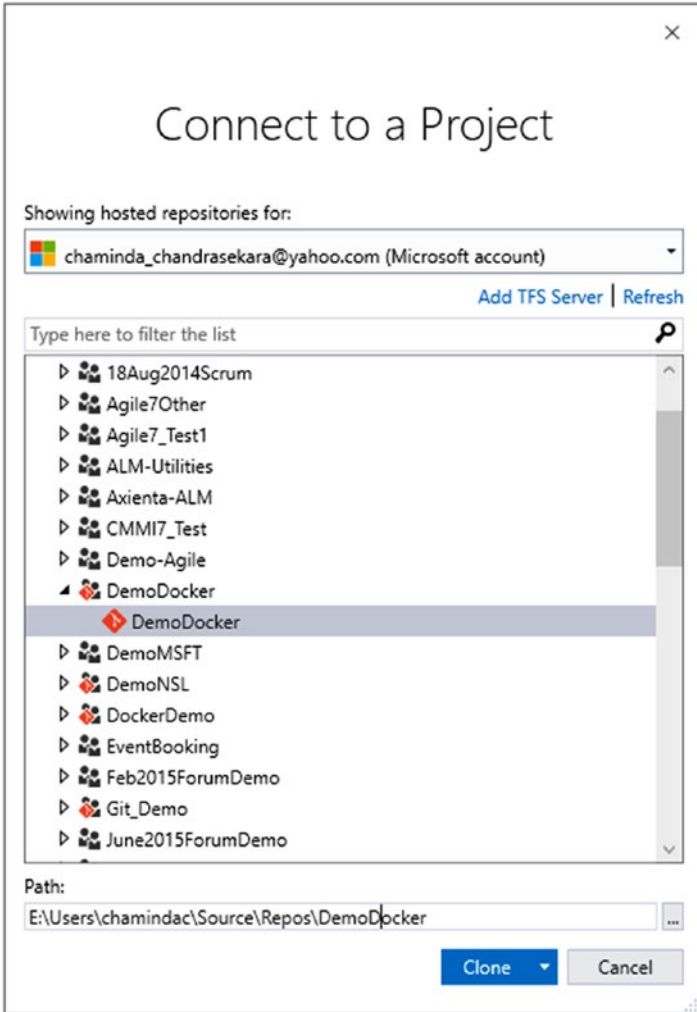 Connect to a Project
Showing hosted repositories for:
chaminda_chandrasekara@yahoo.com (Microsoft account)
Add TFS Server | Refresh
Type here to filter the list
18Aug2014Scrum
Agile7Other
Agile7_Test1
ALM-Utilities
Axienta-ALM
CMMI7_Test
Demo-Agile
DemoDocker
DemoDocker
DemoMSFT
DemoNSL
DockerDemo
EventBooking
Feb2015ForumDemo
Git_Demo
June2015ForumDemo
Path:
E:\Users\chamindac\Source\Repos\DemoDocker
...
Clone
Cancel